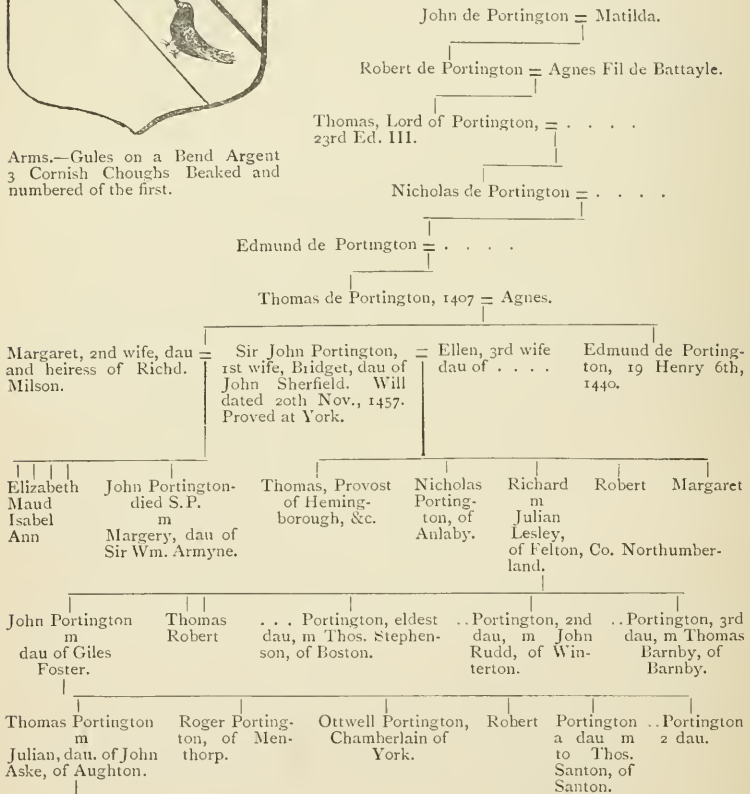 John de Portington = Matilda.
Robert de Portington = Agnes Fil de Battayle.
Thomas, Lord of Portington, = . . . .
23rd Ed. III.
Arms.—Gules on a Bend Argent
3 Cornish Choughs Beaked and
numbered of the first.
Nicholas de Portington = . . . .
Edmund de Portington = . . . .
Thomas de Portington, 1407 = Agnes.
Margaret, 2nd wife, dau =
and heiress of Richd.
Milson.
Sir John Portington,
1st wife, Bridget, dau of
John Sherfield. Will
dated 20th Nov., 1457.
Proved at York.
= Ellen, 3rd wife
dau of . . . .
Edmund de Porting-
ton, 19 Henry 6th,
1440.
Elizabeth
Maud
Isabel
Ann
John Portington-
died S.P.
m
Margery, dau of
Sir Wm. Armyne.
Thomas, Provost
of Heming-
borough, &c.
Nicholas
Porting-
ton, of
Anlaby.
Richard
m
Julian
Lesley,
of Felton, Co. Northumber-
land.
Robert
Margaret
John Portington
m
dau of Giles
Foster.
Thomas
Robert
. . . Portington, eldest
dau, m Thos. Stephen-
son, of Boston.
. . Portington, 2nd
dau, m John
Rudd, of Win-
terton.
. . Portington, 3rd
dau, m Thomas
Barnby, of
Barnby.
Thomas Portington
m
Julian, dau. of John
Aske, of Aughton.
Roger Porting-
ton, of Men-
thorp.
Ottwell Portington,
Chamberlain of
York.
Robert
Portington
a dau m
to Thos.
Santon, of
Santon.
. . Portington
2 dau.